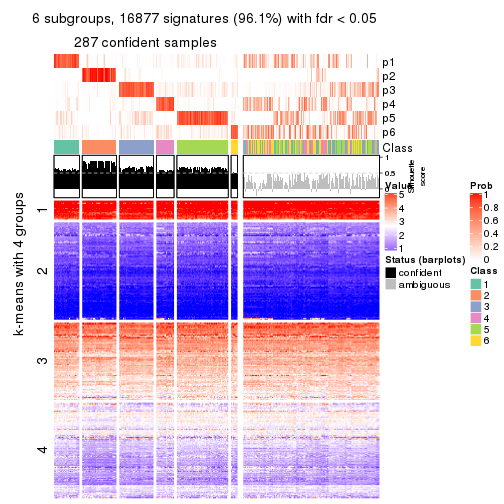 6 subgroups, 16877 signatures (96.1%) with fdr < 0.05
287 confident samples
p1
p2
p3
p4
p5
p6
Class
1
0.5
0
Silhouette
score
k-means with 4 groups
1
2
3
4
Value
5
4
3
2
1
Status (barplots)
confident
ambiguous
Prob
1
0.8
0.6
0.4
0.2
0
Class
1
2
3
4
5
6